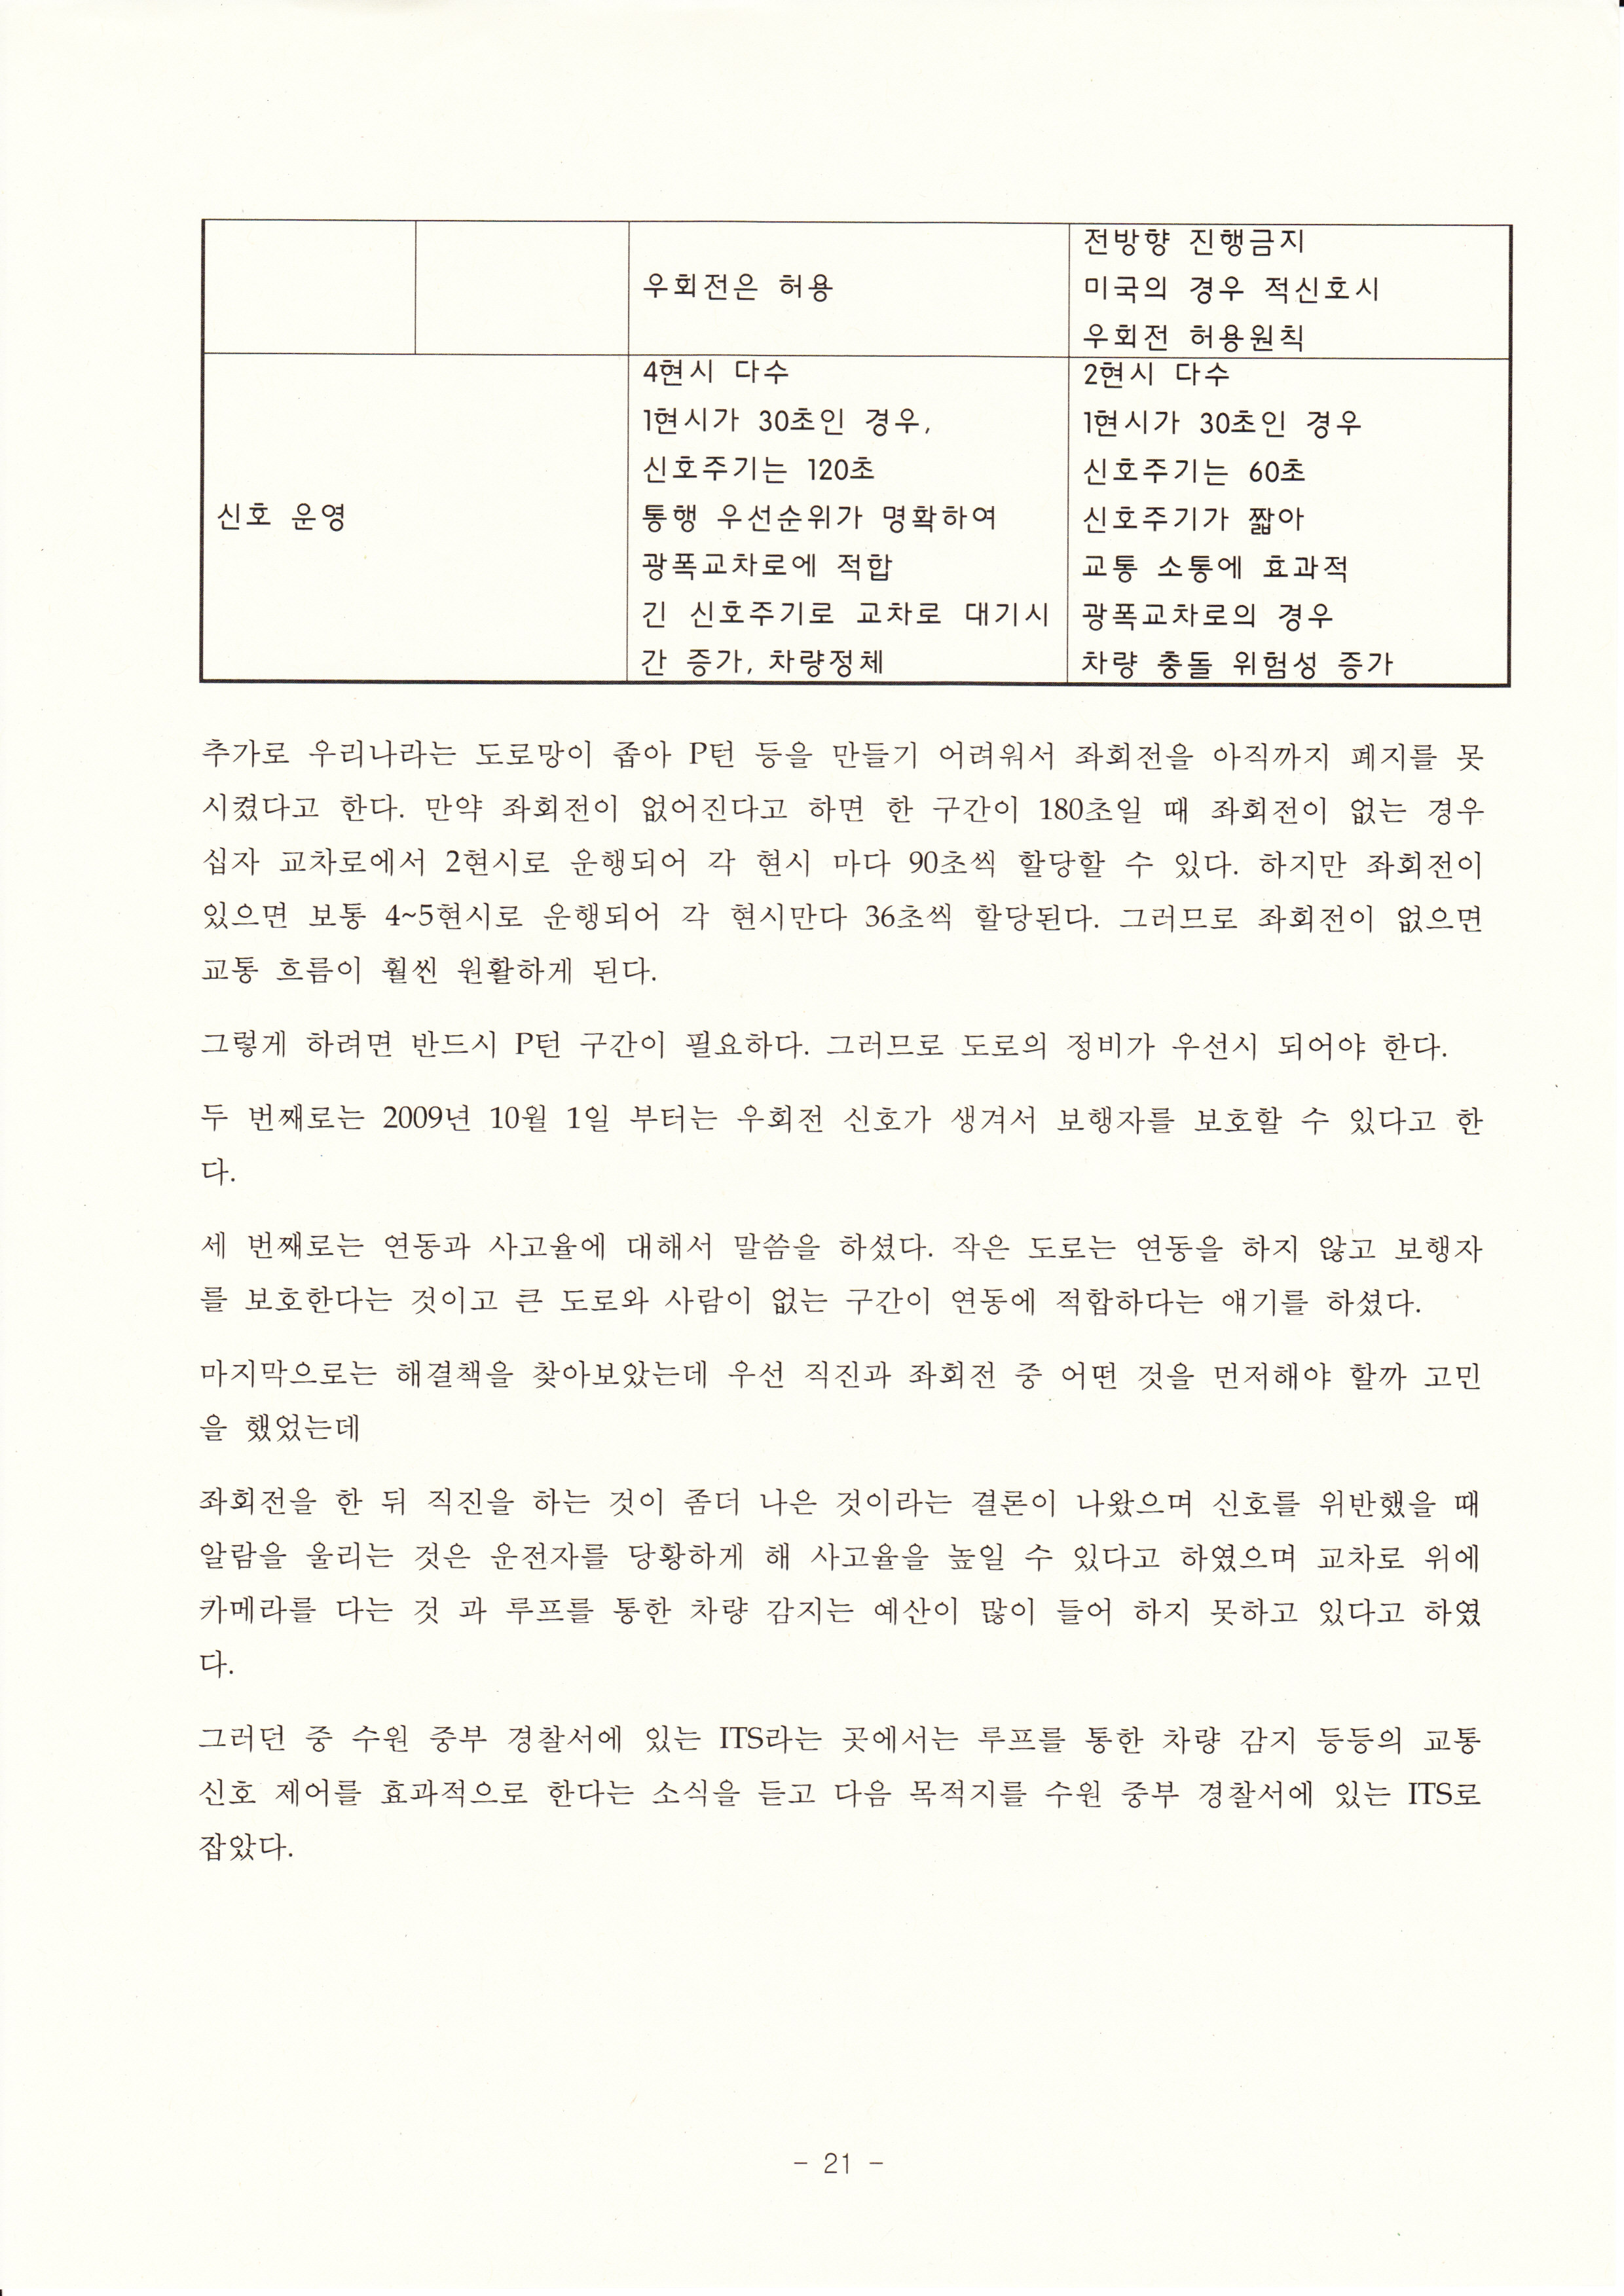 우회전은 허용
전방향 진행금지
미국의 경우 적신호시
우회전 허용원칙
신호 운영
4현시 다수
1현시가 30초인 경우,
신호주기는 120초
통행 우선순위가 명확하여
광폭교차로에 적합
긴 신호주기로 교차로 대기시
간 증가, 차량정체
2현시 다수
1현시가 30초인 경우
신호주기는 60초
신호주기가 짧아
교통 소통에 효과적
광폭교차로의 경우
차량 충돌 위험성 증가
추가로 우리나라는 도로망이 좁아 P턴 등을 만들기 어려워서 좌회전을 아직까지 폐지를 못
시켰다고 한다. 만약 좌회전이 없어진다고 하면 한 구간이 180초일 때 좌회전이 없는 경우
십자 교차로에서 2현시로 운행되어 각 현시 마다 90초씩 할당할 수 있다. 하지만 좌회전이
있으면 보통 4~5현시로 운행되어 각 현시만다 36초씩 할당된다. 그러므로 좌회전이 없으면
교통 흐름이 훨씬 원활하게 된다.
그렇게 하려면 반드시 P턴 구간이 필요하다. 그러므로 도로의 정비가 우선시 되어야 한다.
두 번째로는 2009년 10월 1일 부터는 우회전 신호가 생겨서 보행자를 보호할 수 있다고 한
다.
세 번째로는 연동과 사고율에 대해서 말씀을 하셨다. 작은 도로는 연동을 하지 않고 보행자
를 보호한다는 것이고 큰 도로와 사람이 없는 구간이 연동에 적합하다는 얘기를 하셨다.
마지막으로는 해결책을 찾아보았는데 우선 직진과 좌회전 중 어떤 것을 먼저해야 할까 고민
을 했었는데
좌회전을 한 뒤 직진을 하는 것이 좀더 나은 것이라는 결론이 나왔으며 신호를 위반했을 때
알람을 울리는 것은 운전자를 당황하게 해 사고율을 높일 수 있다고 하였으며 교차로 위에
카메라를 다는 것 과 루프를 통한 차량 감지는 예산이 많이 들어 하지 못하고 있다고 하였
다.
그러던 중 수원 중부 경찰서에 있는 ITS라는 곳에서는 루프를 통한 차량 감지 등등의 교통
신호 제어를 효과적으로 한다는 소식을 듣고 다음 목적지를 수원 중부 경찰서에 있는 ITS로
잡았다.
- 21 -